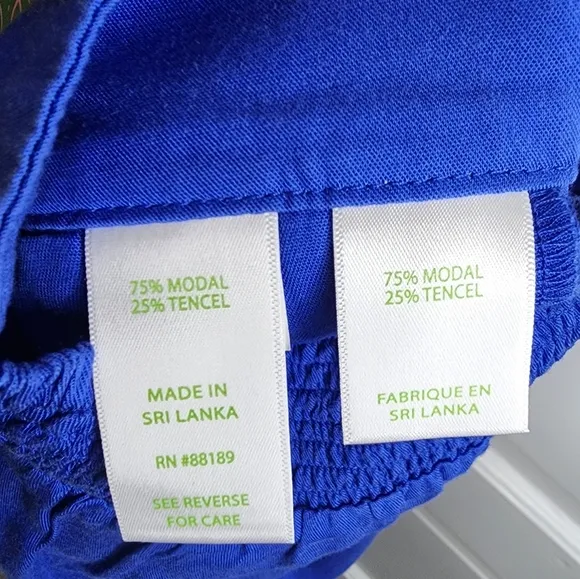 75% MODAL
25% TENCEL
MADE IN
SRI LANKA
RN #88189
SEE REVERSE
FOR CARE
75% MODAL
25% TENCEL
FABRIQUE EN
SRI LANKA